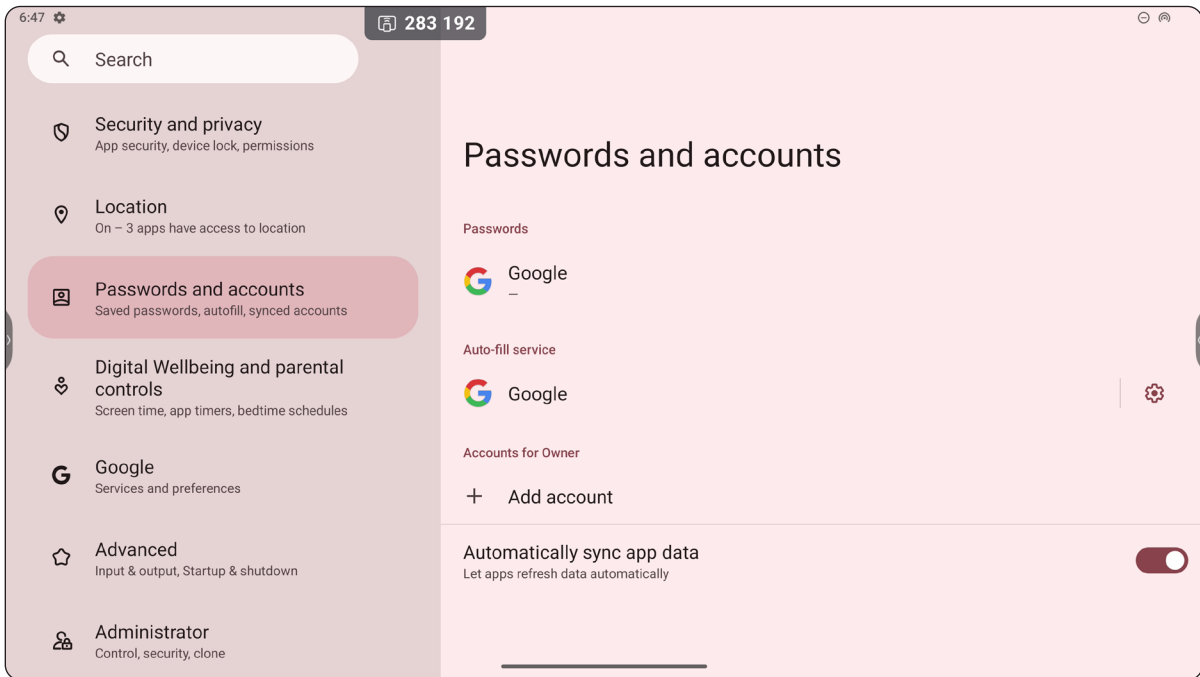 6:47
283 192
Search
Security and privacy
App security, device lock, permissions
Location
On – 3 apps have access to location
Passwords and accounts
Saved passwords, autofill, synced accounts
Digital Wellbeing and parental
controls
Screen time, app timers, bedtime schedules
Google
Services and preferences
Advanced
Input & output, Startup & shutdown
Administrator
Control, security, clone
Passwords and accounts
Passwords
Google
–
Auto-fill service
Google
Accounts for Owner
Add account
Automatically sync app data
Let apps refresh data automatically